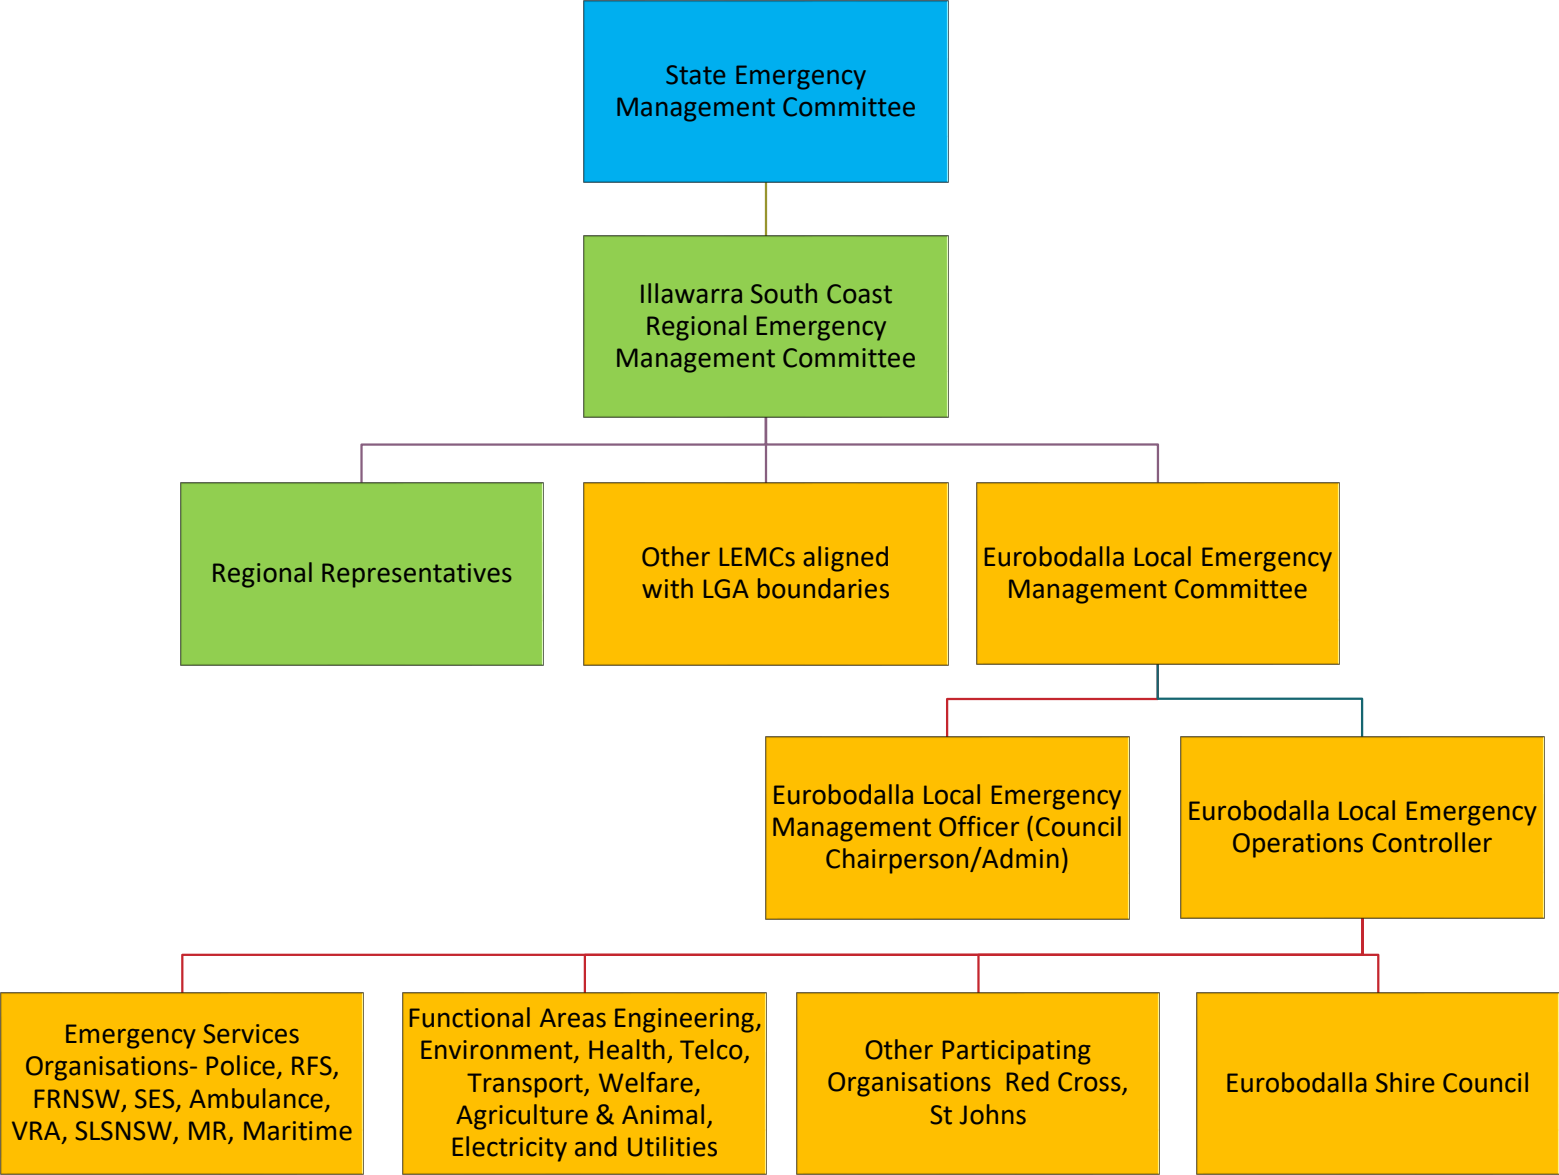 State Emergency
Management Committee
Illawarra South Coast
Regional Emergency
Management Committee
Regional Representatives
Other LEMCs aligned
with LGA boundaries
Eurobodalla Local Emergency
Management Committee
Eurobodalla Local Emergency
Management Officer (Council
Chairperson/Admin)
Eurobodalla Local Emergency
Operations Controller
Emergency Services
Organisations- Police, RFS,
FRNSW, SES, Ambulance,
VRA, SLSNSW, MR, Maritime
Functional Areas Engineering,
Environment, Health, Telco,
Transport, Welfare,
Agriculture & Animal,
Electricity and Utilities
Other Participating
Organisations  Red Cross,
St Johns
Eurobodalla Shire Council